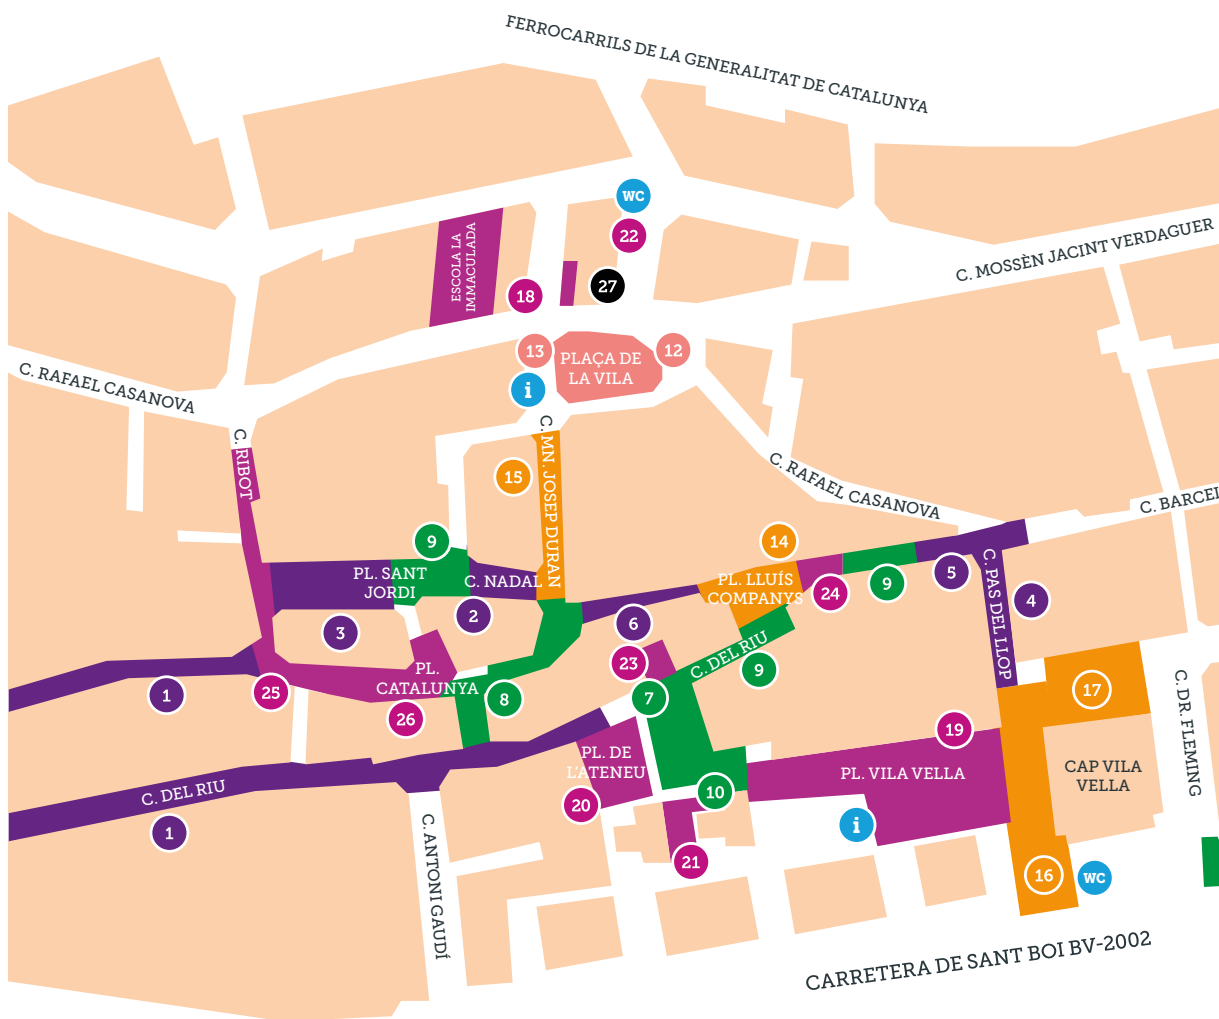 FERROCARRILS DE LA GENERALITAT DE CATALUNYA
WC
22
ESCOLA LA
IMMACULADA
C. MOSSÈN JACINT VERDAGUER
18
27
13
PLAÇA DE
LA VILA
12
i
C. RAFAEL CASANOVA
C. RIBOT
C. MN. JOSEP DURAN
15
C. RAFAEL CASANOVA
C. BARCEL
9
14
PL. SANT
JORDI
C. NADAL
PL. LLUÍS
COMPANYS
24
9
5
C. PAS DEL LLOP
4
3
2
6
23
C. DEL RIU
9
1
25
PL.
CATALUNYA
26
8
7
17
C. DR. FLEMING
19
PL. DE
L'ATENEU
PL. VILA VELLA
CAP VILA
VELLA
C. DEL RIU
1
20
10
i
C. ANTONI GAUDÍ
21
16
WC
CARRETERA DE SANT BOI BV-2002